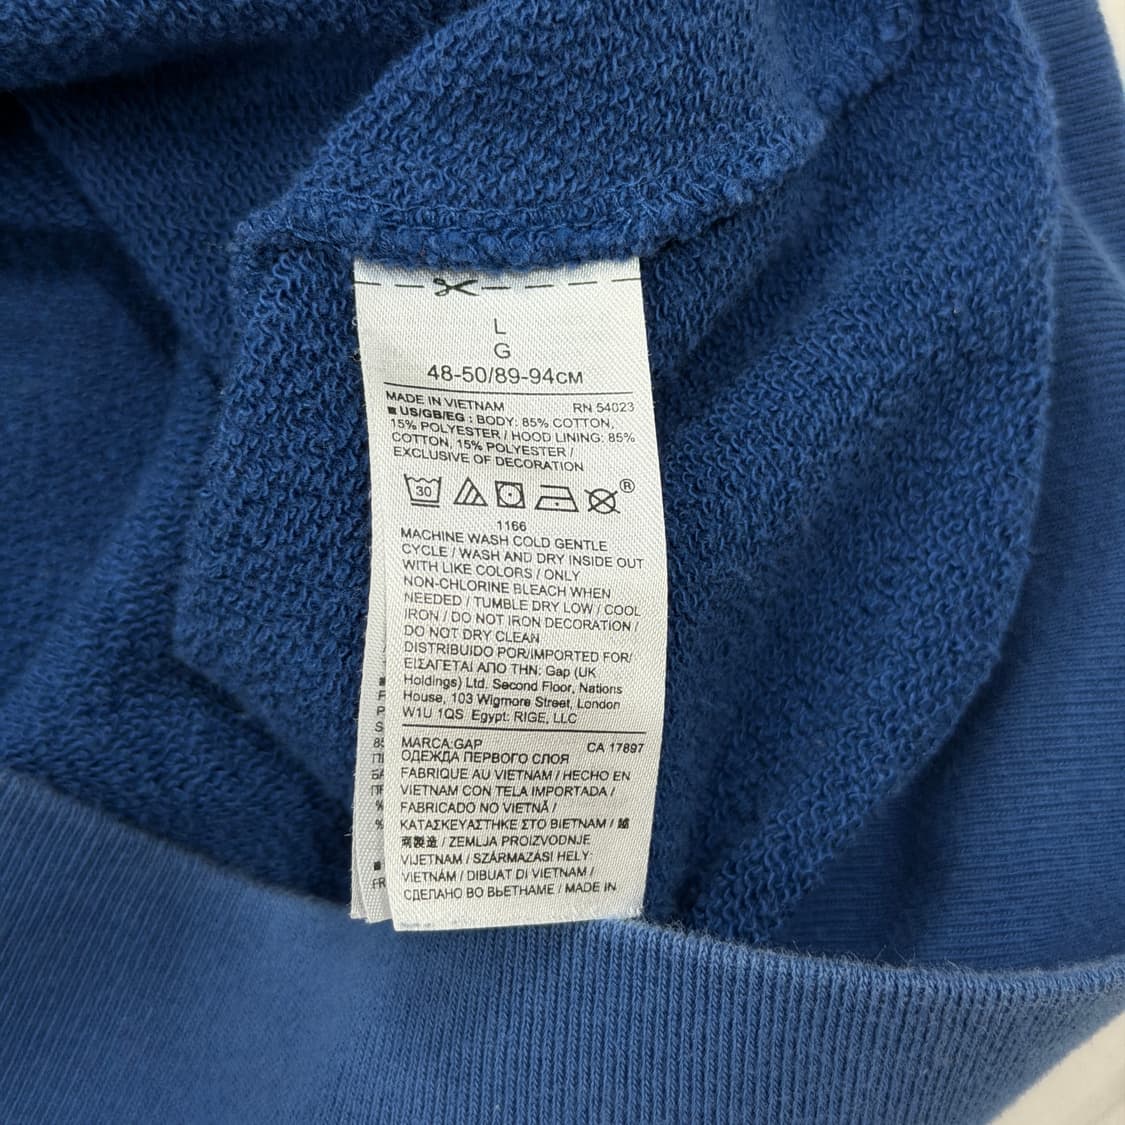 L
G
48-50/89-94CM
MADE IN VIETNAM RN 54023
■ US/GB/EG : BODY: 85% COTTON,
15% POLYESTER / HOOD LINING: 85%
COTTON, 15% POLYESTER /
EXCLUSIVE OF DECORATION
30 ®
1166
MACHINE WASH COLD GENTLE
CYCLE / WASH AND DRY INSIDE OUT
WITH LIKE COLORS / ONLY
NON-CHLORINE BLEACH WHEN
NEEDED / TUMBLE DRY LOW / COOL
IRON / DO NOT IRON DECORATION /
DO NOT DRY CLEAN
DISTRIBUIDO POR/IMPORTED FOR/
ΕΙΣΑΓΕΤΑΙ ΑΠΟ ΤΗΝ: Gap (UK
Holdings) Ltd. Second Floor, Nations
House, 103 Wigmore Street, London
W1U 1QS Egypt: RIGE, LLC
MARCA:GAP CA 17897
ОДЕЖДА ПЕРВОГО СЛОЯ
FABRIQUE AU VIETNAM / HECHO EN
VIETNAM CON TELA IMPORTADA /
FABRICADO NO VIETNÃ /
ΚΑΤΑΣΚΕΥΑΣΤΗΚΕ ΣΤΟ ΒΙΕΤΝΑΜ / 越
南製造 / ZEMLJA PROIZVODNJE
VIJETNAM / SZÁRMAZÁSI HELY:
VIETNÁM / DIBUAT DI VIETNAM /
СДЕЛАНО ВО ВЬЕТНАМЕ / MADE IN